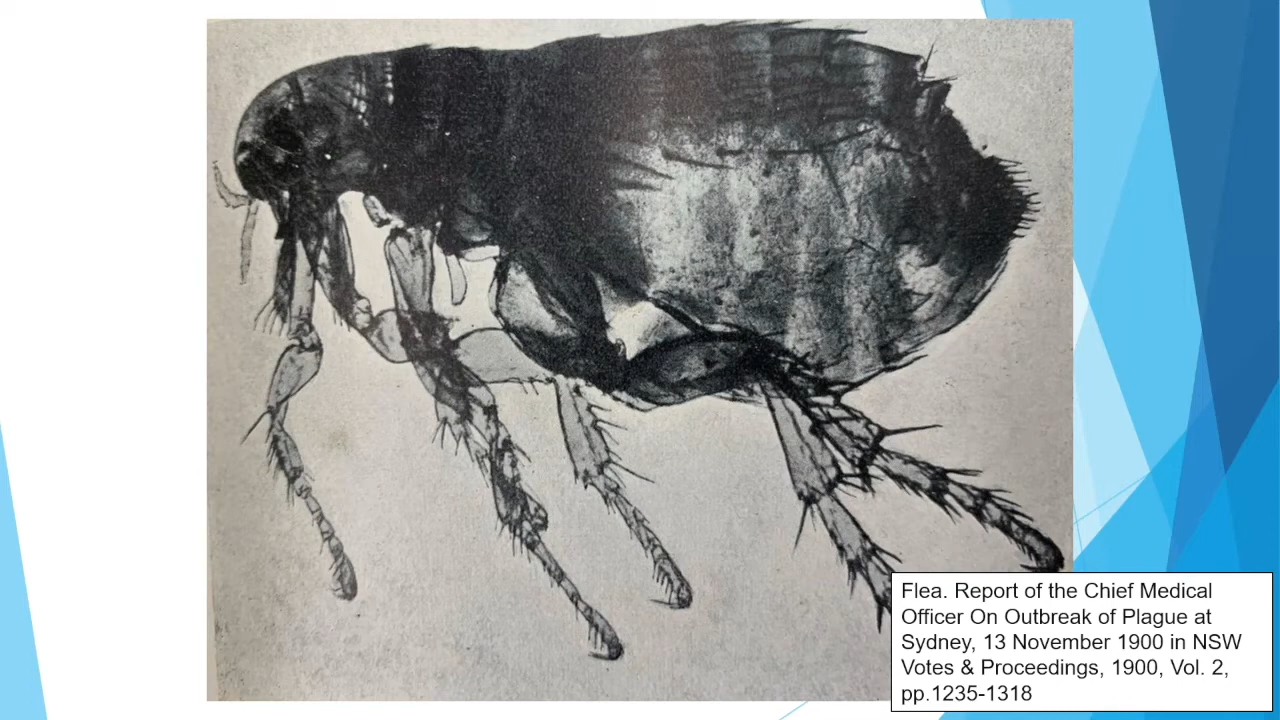 Flea. Report of the Chief Medical
Officer On Outbreak of Plague at
Sydney, 13 November 1900 in NSW
Votes & Proceedings, 1900, Vol. 2,
pp.1235-1318